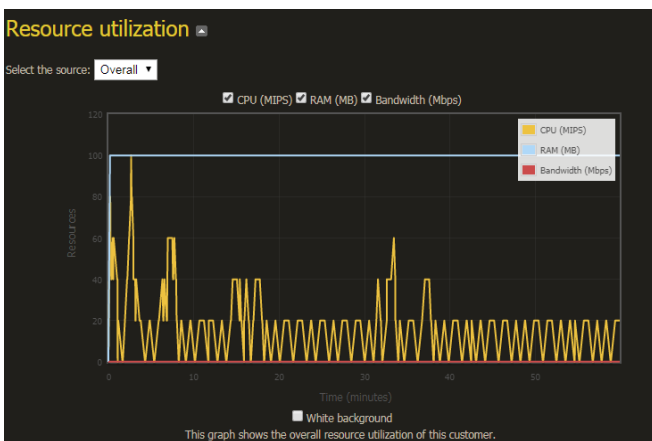 Resource utilization
Select the source: Overall
CPU (MIPS) RAM (MB) Bandwidth (Mbps)
120
100
80
60
40
20
0
Resources
CPU (MIPS)
RAM (MB)
Bandwidth (Mbps)
0 10 20 30 40 50
Time (minutes)
White background
This graph shows the overall resource utilization of this customer.